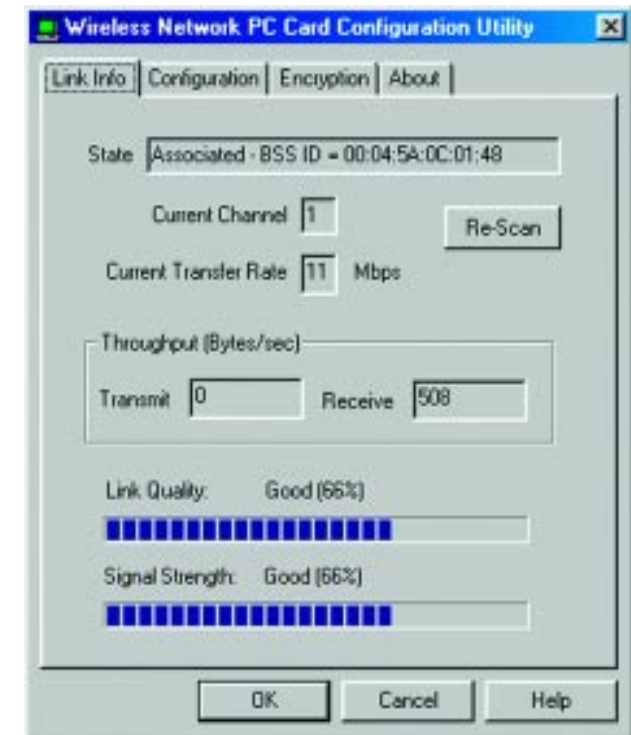 Wireless Network PC Card Configuration Utility
Link Info Configuration Encryption About
State Associated - BSS ID = 00:04:5A:0C:01:48
Current Channel 1
Re-Scan
Current Transfer Rate 11 Mbps
Throughput (Bytes/sec)
Transmit 0 Receive 508
Link Quality: Good (66%)
Signal Strength: Good (66%)
OK Cancel Help